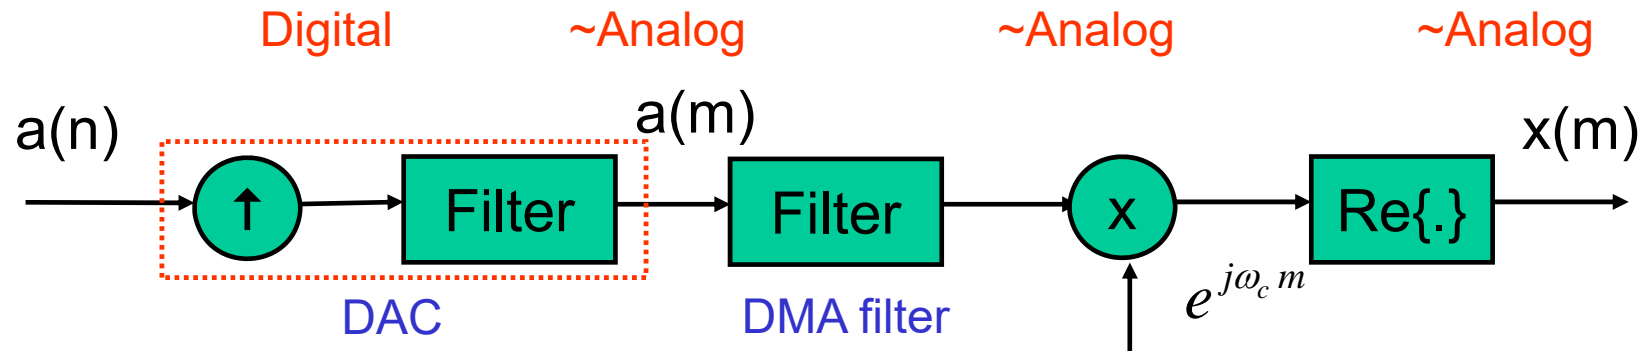 Digital ~Analog ~Analog ~Analog
a(n) a(m) x(m)
↑ Filter Filter x Re{.}
DAC DMA filter e^{jω_c m}